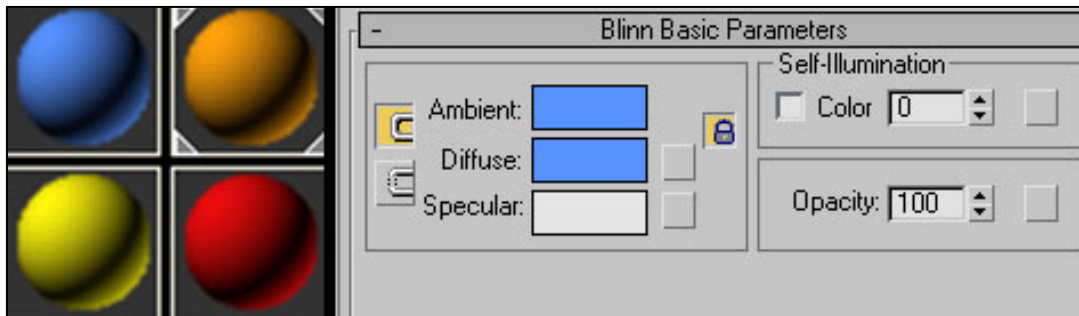 - Blinn Basic Parameters
Ambient:
Diffuse:
Specular:
Self-Illumination
Color 0
Opacity: 100